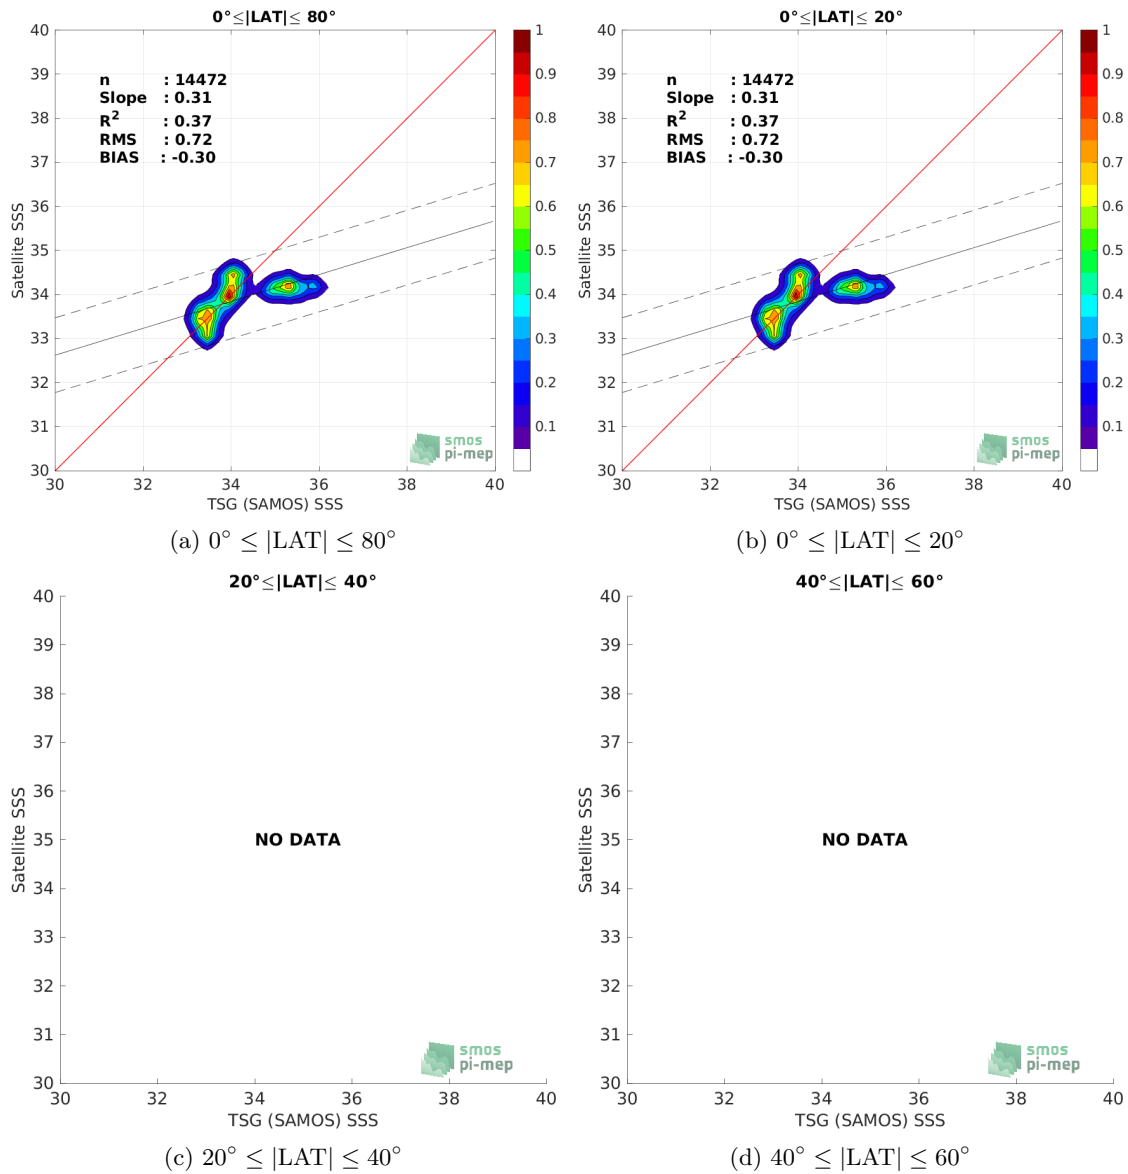 0°≤|LAT|≤ 80°
40
39
38
37
36
35
34
33
32
31
30
Satellite SSS
n : 14472
Slope : 0.31
R² : 0.37
RMS : 0.72
BIAS : -0.30
1
0.9
0.8
0.7
0.6
0.5
0.4
0.3
0.2
0.1
smos
pi-mep
30 32 34 36 38 40
TSG (SAMOS) SSS
(a) 0° ≤ |LAT| ≤ 80°
0°≤|LAT|≤ 20°
40
39
38
37
36
35
34
33
32
31
30
Satellite SSS
n : 14472
Slope : 0.31
R² : 0.37
RMS : 0.72
BIAS : -0.30
1
0.9
0.8
0.7
0.6
0.5
0.4
0.3
0.2
0.1
smos
pi-mep
30 32 34 36 38 40
TSG (SAMOS) SSS
(b) 0° ≤ |LAT| ≤ 20°
20°≤|LAT|≤ 40°
40
39
38
37
36
35
34
33
32
31
30
Satellite SSS
NO DATA
smos
pi-mep
30 32 34 36 38 40
TSG (SAMOS) SSS
(c) 20° ≤ |LAT| ≤ 40°
40°≤|LAT|≤ 60°
40
39
38
37
36
35
34
33
32
31
30
Satellite SSS
NO DATA
smos
pi-mep
30 32 34 36 38 40
TSG (SAMOS) SSS
(d) 40° ≤ |LAT| ≤ 60°